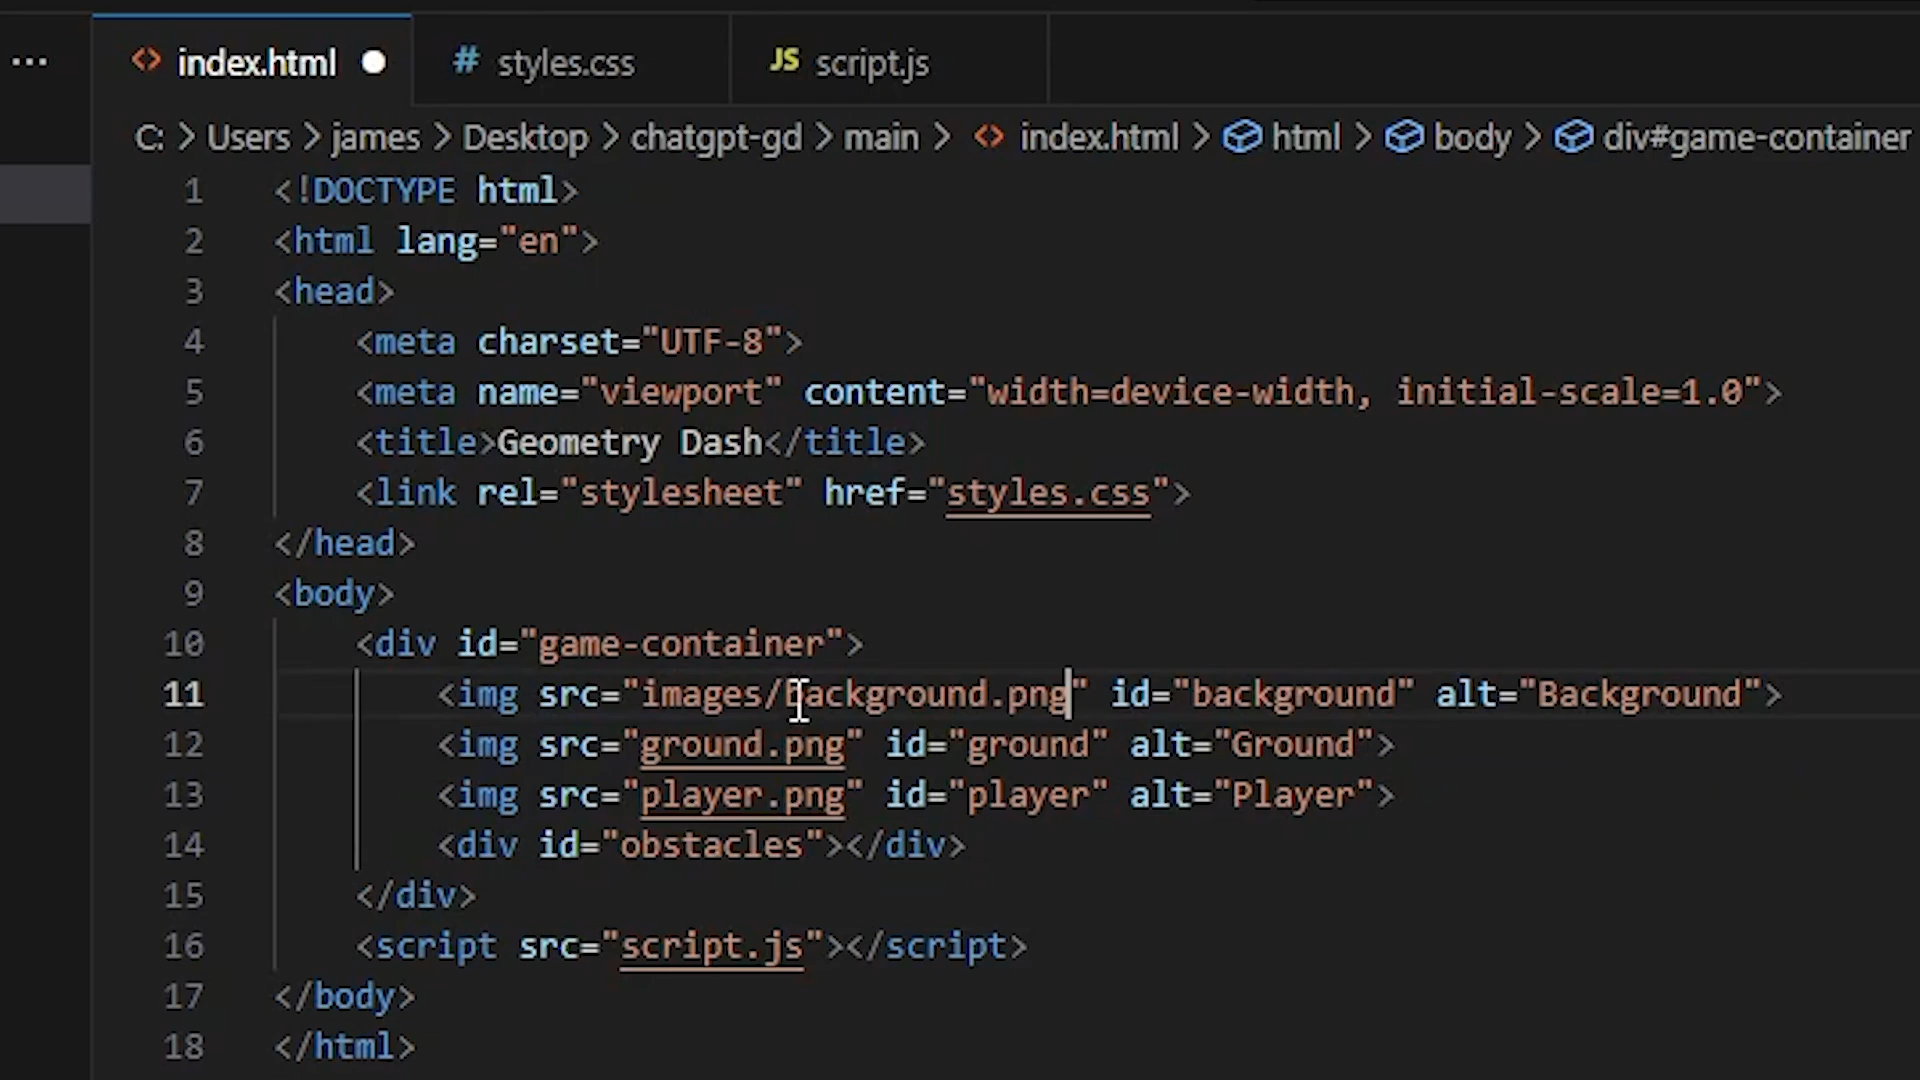 ... <> index.html # styles.css JS script.js
C: > Users > james > Desktop > chatgpt-gd > main > <> index.html > html > body > div#game-container
1 <!DOCTYPE html>
2 <html lang="en">
3 <head>
4 <meta charset="UTF-8">
5 <meta name="viewport" content="width=device-width, initial-scale=1.0">
6 <title>Geometry Dash</title>
7 <link rel="stylesheet" href="styles.css">
8 </head>
9 <body>
10 <div id="game-container">
11 <img src="images/background.png" id="background" alt="Background">
12 <img src="ground.png" id="ground" alt="Ground">
13 <img src="player.png" id="player" alt="Player">
14 <div id="obstacles"></div>
15 </div>
16 <script src="script.js"></script>
17 </body>
18 </html>